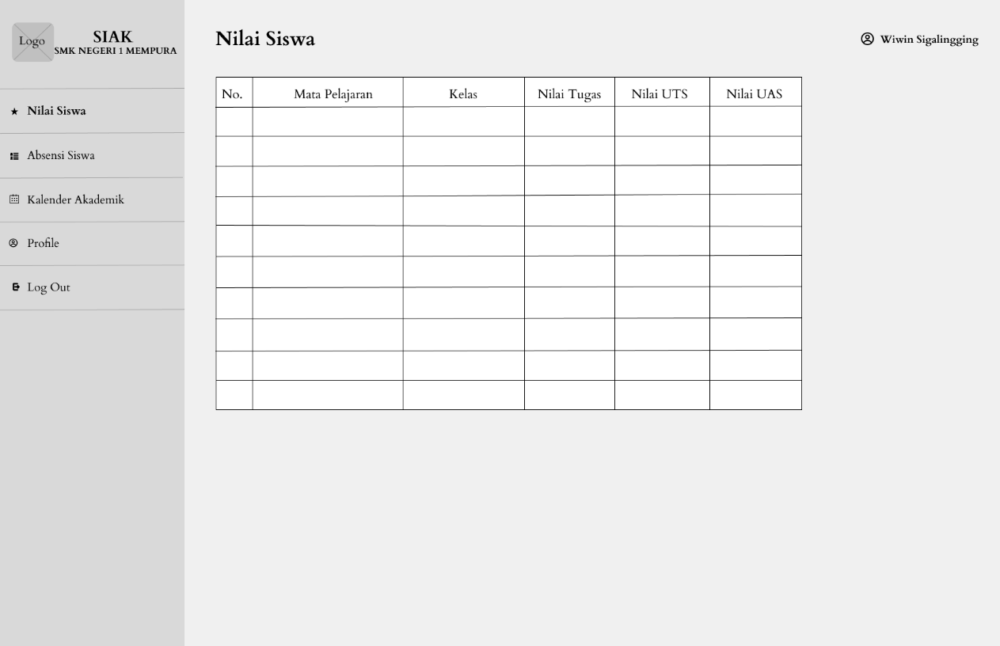 Logo
SIAK
SMK NEGERI 1 MEMPURA
Nilai Siswa
Absensi Siswa
Kalender Akademik
Profile
Log Out
Nilai Siswa
Wiwin Sigalingging
No. Mata Pelajaran Kelas Nilai Tugas Nilai UTS Nilai UAS